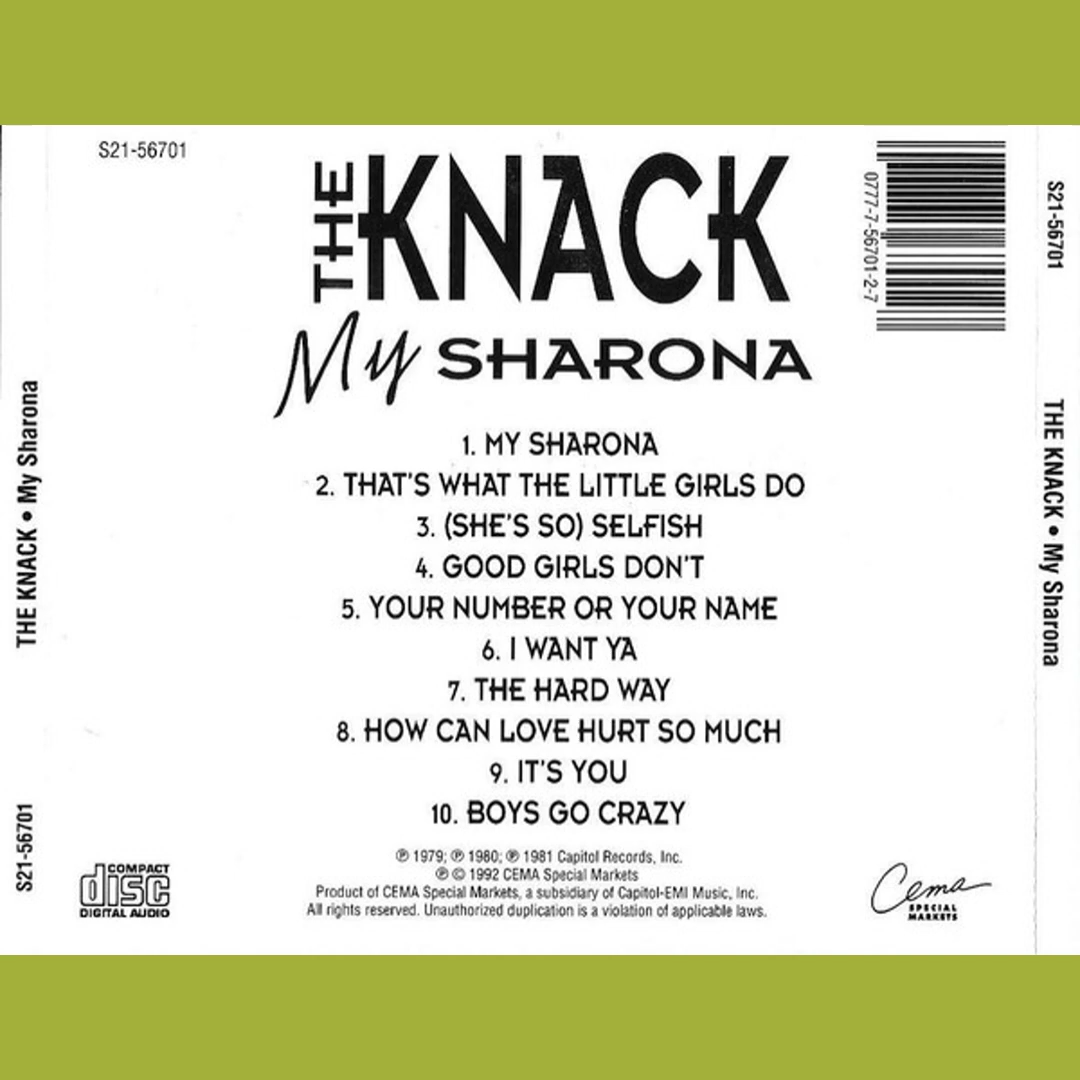 S21-56701
THE KNACK
My SHARONA
0777-7-56701-2-7
1. MY SHARONA
2. THAT'S WHAT THE LITTLE GIRLS DO
3. (SHE'S SO) SELFISH
4. GOOD GIRLS DON'T
5. YOUR NUMBER OR YOUR NAME
6. I WANT YA
7. THE HARD WAY
8. HOW CAN LOVE HURT SO MUCH
9. IT'S YOU
10. BOYS GO CRAZY
℗ 1979; ℗ 1980; ℗ 1981 Capitol Records, Inc.
℗ © 1992 CEMA Special Markets
Product of CEMA Special Markets, a subsidiary of Capitol-EMI Music, Inc.
All rights reserved. Unauthorized duplication is a violation of applicable laws.
COMPACT
disc
DIGITAL AUDIO
Cema
SPECIAL
MARKETS
S21-56701
THE KNACK • My Sharona
S21-56701
THE KNACK • My Sharona